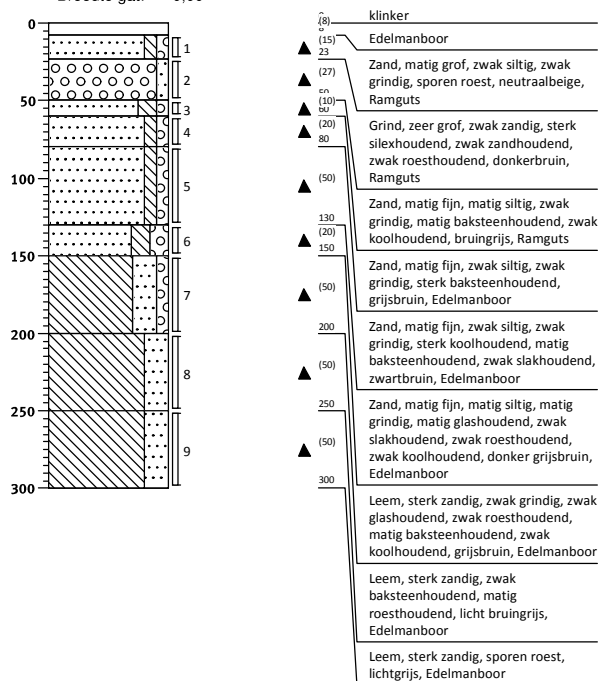 0
50
100
150
200
250
300
1
2
3
4
5
6
7
8
9
(8)
(15)
23
(27)
50
(10)
60
(20)
80
(50)
130
(20)
150
(50)
200
(50)
250
(50)
300
klinker
Edelmanboor
Zand, matig grof, zwak siltig, zwak
grindig, sporen roest, neutraalbeige,
Ramguts
Grind, zeer grof, zwak zandig, sterk
silexhoudend, zwak zandhoudend,
zwak roesthoudend, donkerbruin,
Ramguts
Zand, matig fijn, matig siltig, zwak
grindig, matig baksteenhoudend, zwak
koolhoudend, bruingrijs, Ramguts
Zand, matig fijn, zwak siltig, zwak
grindig, sterk baksteenhoudend,
grijsbruin, Edelmanboor
Zand, matig fijn, zwak siltig, zwak
grindig, sterk koolhoudend, matig
baksteenhoudend, zwak slakhoudend,
zwartbruin, Edelmanboor
Zand, matig fijn, matig siltig, matig
grindig, matig glashoudend, zwak
slakhoudend, zwak roesthoudend,
zwak koolhoudend, donker grijsbruin,
Edelmanboor
Leem, sterk zandig, zwak grindig, zwak
glashoudend, zwak roesthoudend,
matig baksteenhoudend, zwak
koolhoudend, grijsbruin, Edelmanboor
Leem, sterk zandig, zwak
baksteenhoudend, matig
roesthoudend, licht bruingrijs,
Edelmanboor
Leem, sterk zandig, sporen roest,
lichtgrijs, Edelmanboor